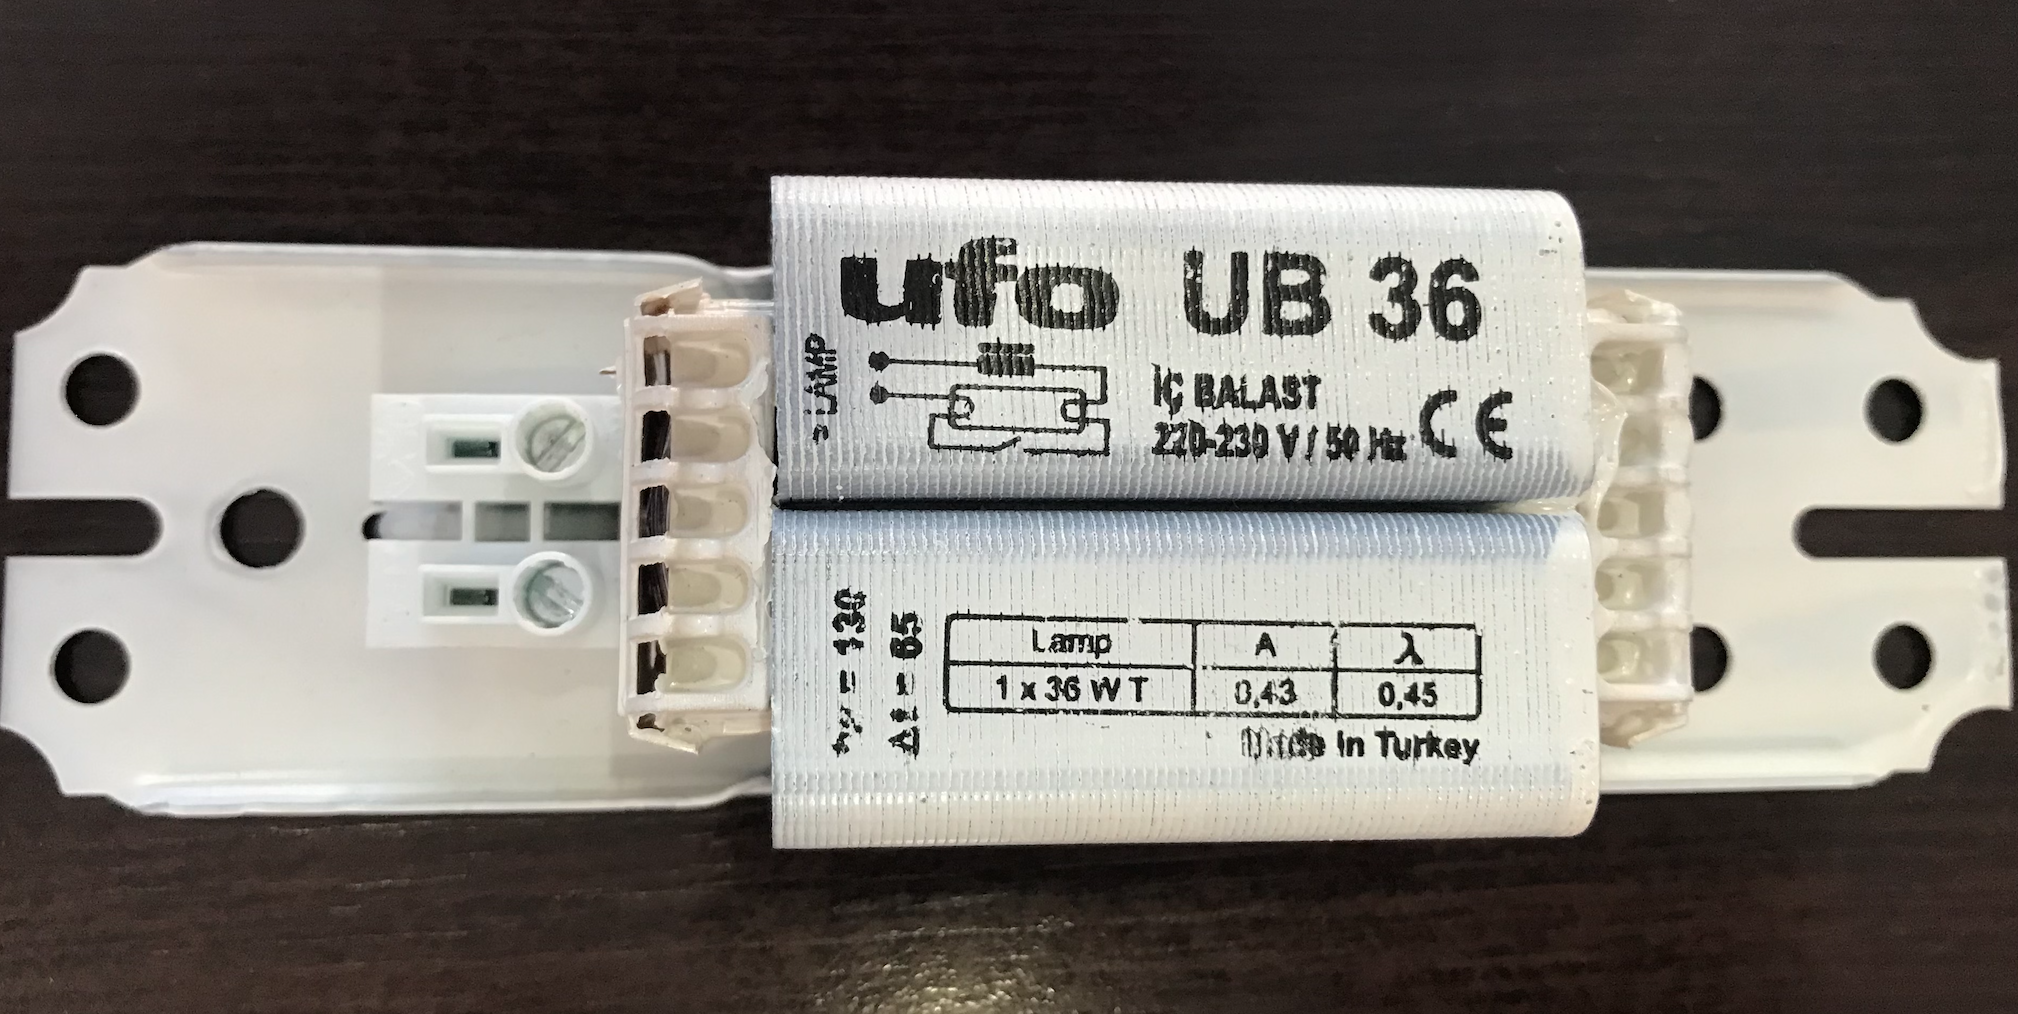 ufo UB 36
LAMP
İÇ BALAST
220-230 V / 50 Hz CE
tw = 130
Δt = 65
Lamp A λ
1 x 36 W T 0,43 0,45
Made in Turkey